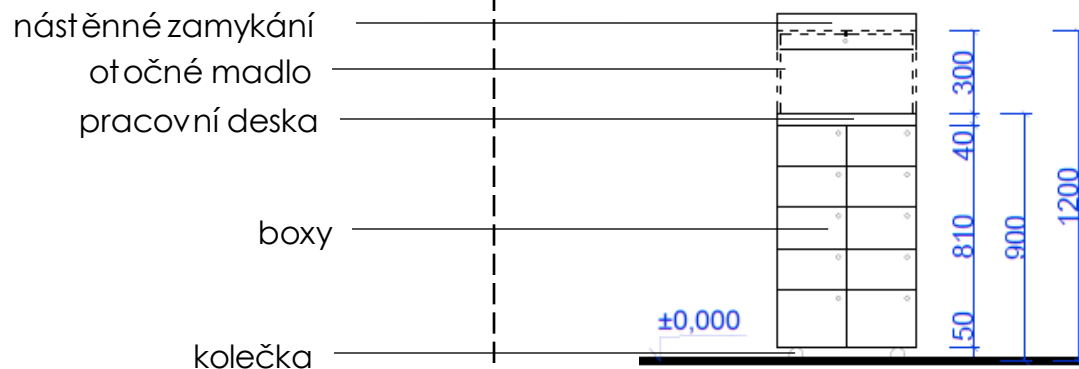 nástěnné zamykání
otočné madlo
pracovní deska
boxy
kolečka
±0,000
300
40
810
50
900
1200